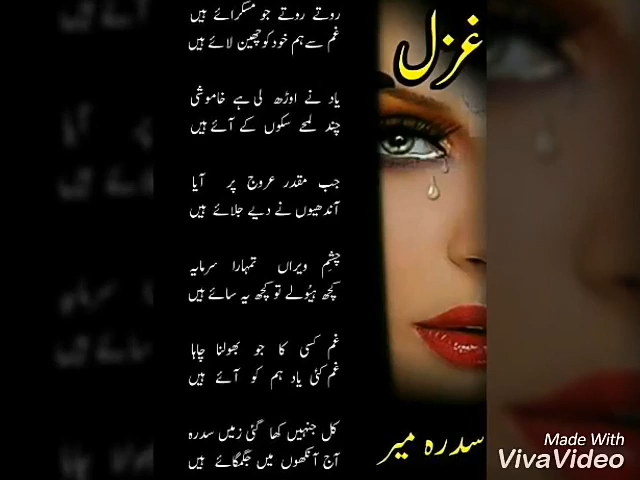 غزل
روتے روتے جو مسکرائے ہیں
غم سے ہم خود کو چھین لائے ہیں
یاد نے اوڑھ لی ہے خاموشی
چند لمحے سکوں کے آئے ہیں
جب مقدر عروج پر آیا
آندھیوں نے دیے جلائے ہیں
چشمِ ویراں تمہارا سرمایہ
کچھ ہیُولے تو کچھ یہ سائے ہیں
غم کسی کا جو بھولنا چاہا
غم کئی یاد ہم کو آئے ہیں
کل جنہیں کھا گئی زمیں سدرہ
آج آنکھوں میں جگمگائے ہیں
سدرہ میر
Made With
VivaVideo